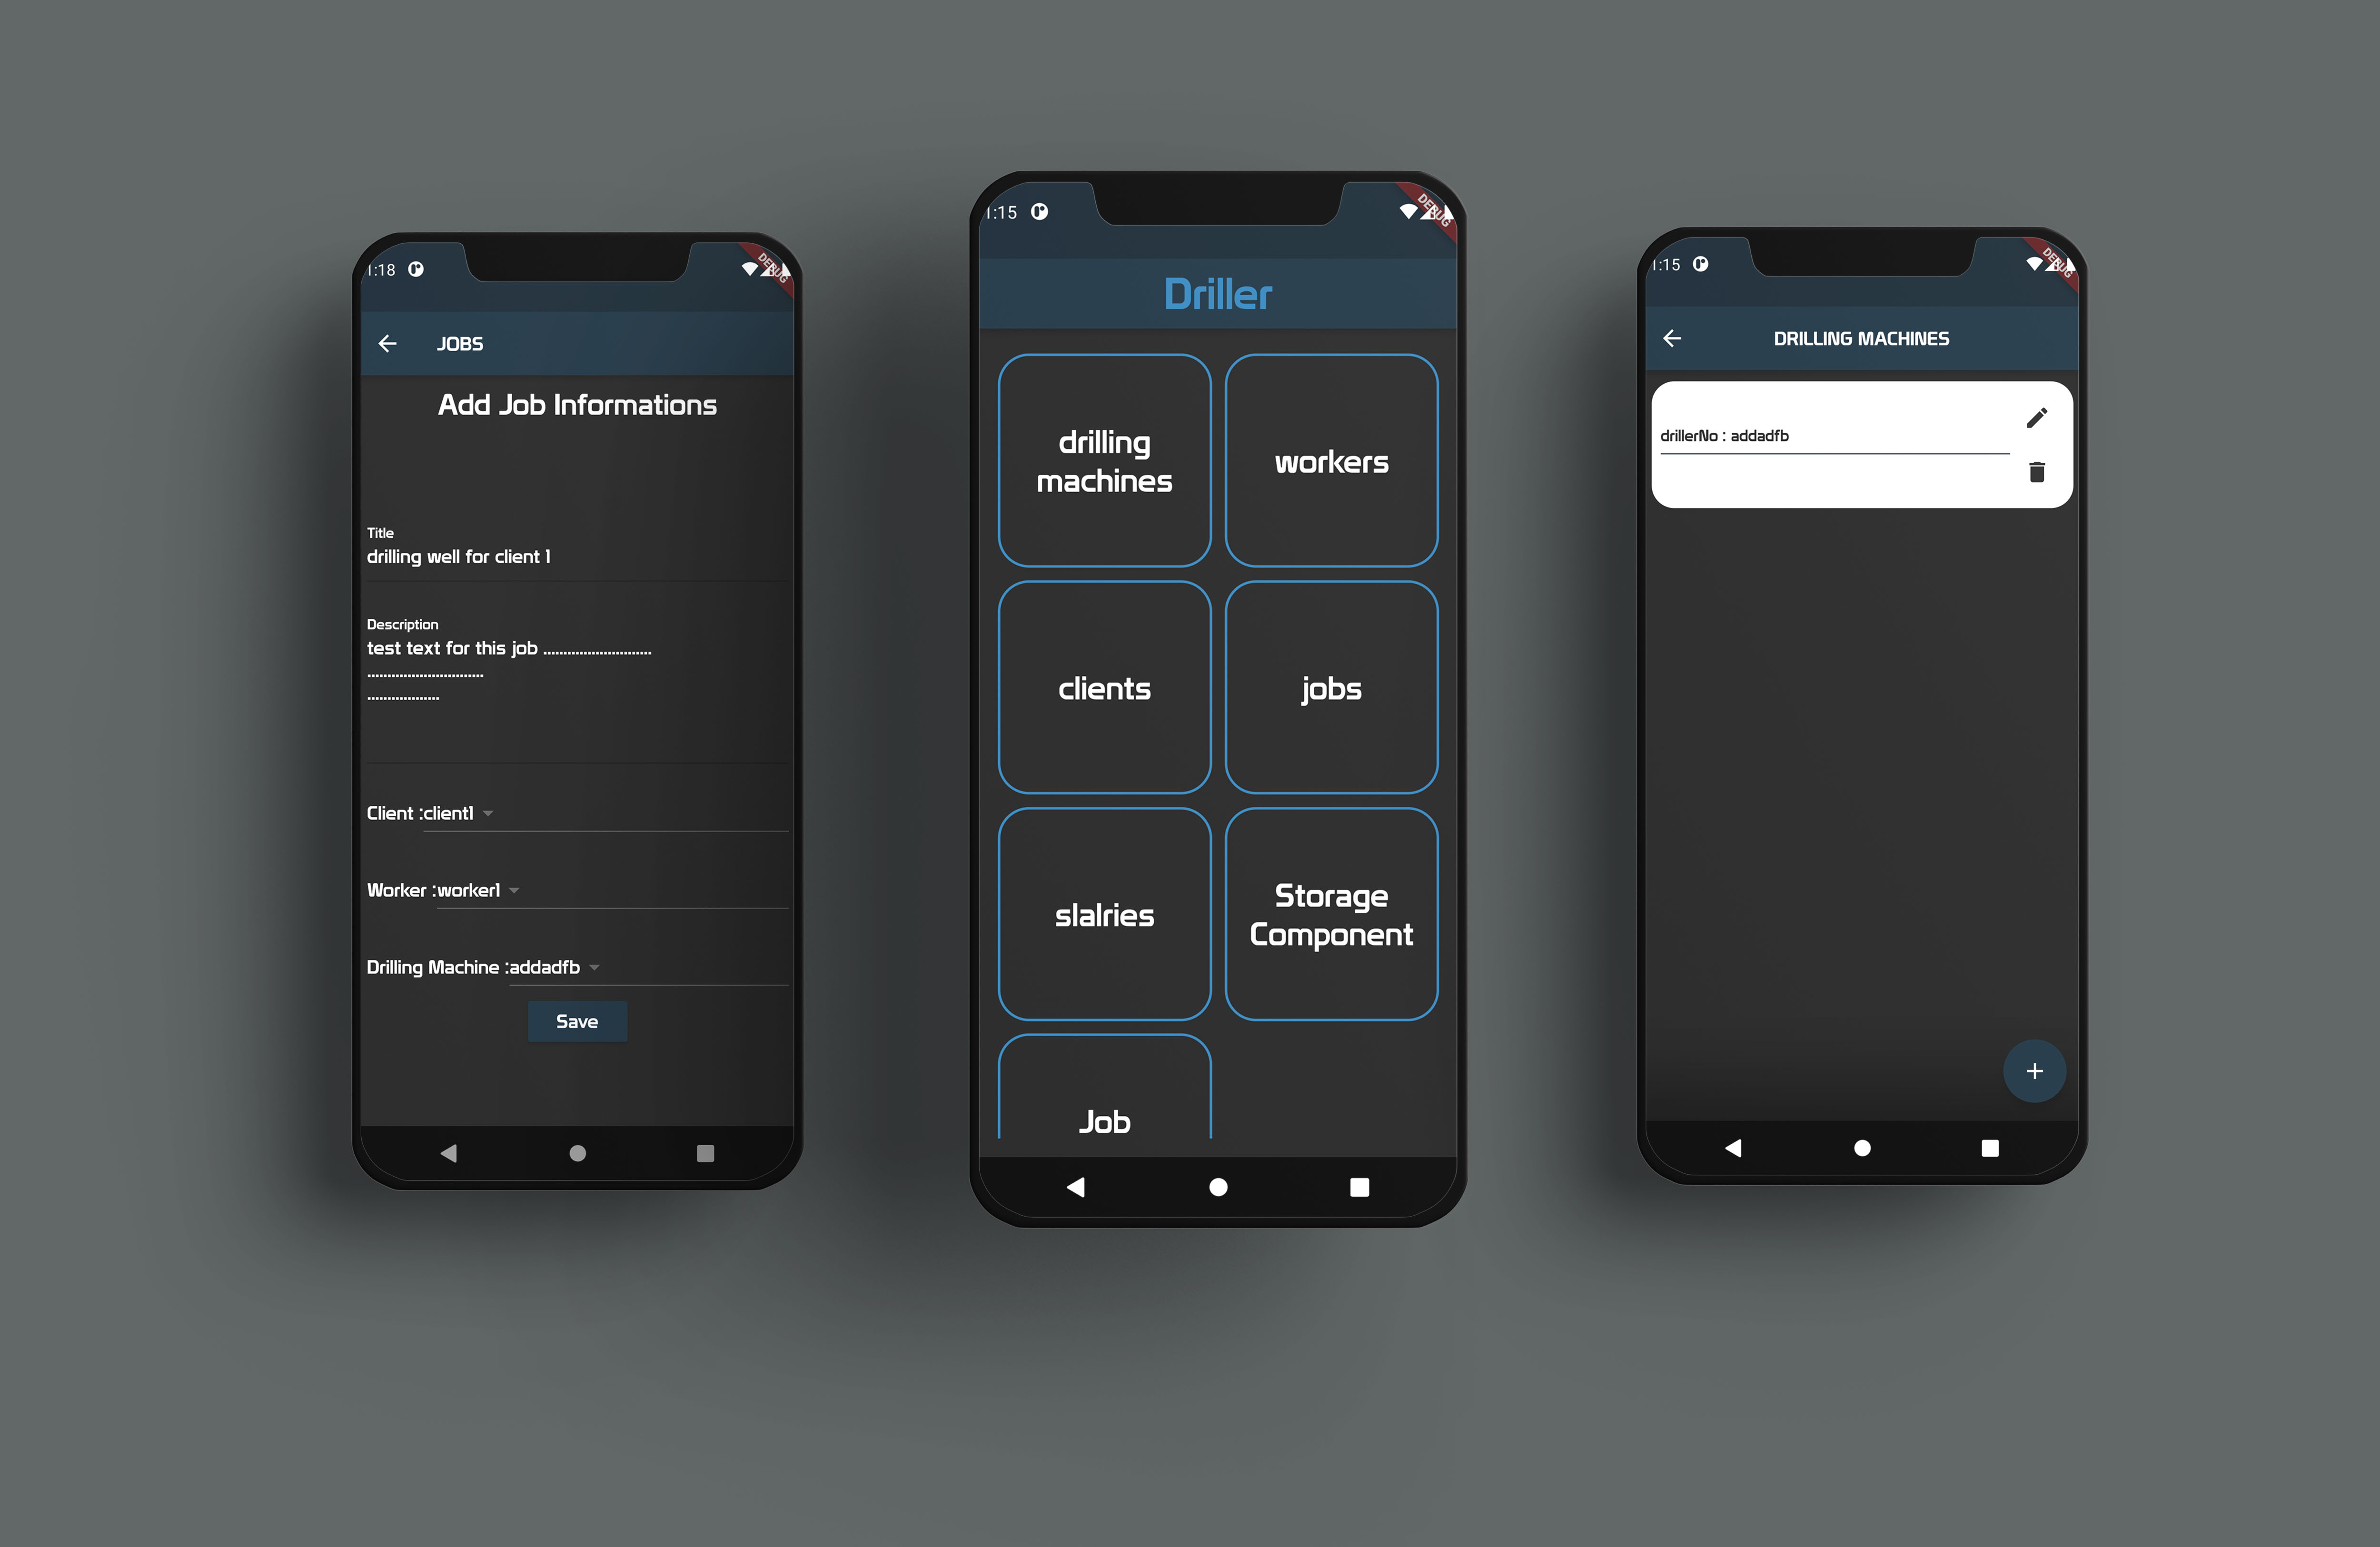 1:18
DEBUG
JOBS
Add Job Informations
Title
drilling well for client 1
Description
test text for this job ...........................
.............................
..................
Client :client1
Worker :worker1
Drilling Machine :addadfb
Save
1:15
DEBUG
Driller
drilling
machines
workers
clients
jobs
slalries
Storage
Component
Job
1:15
DEBUG
DRILLING MACHINES
drillerNo : addadfb